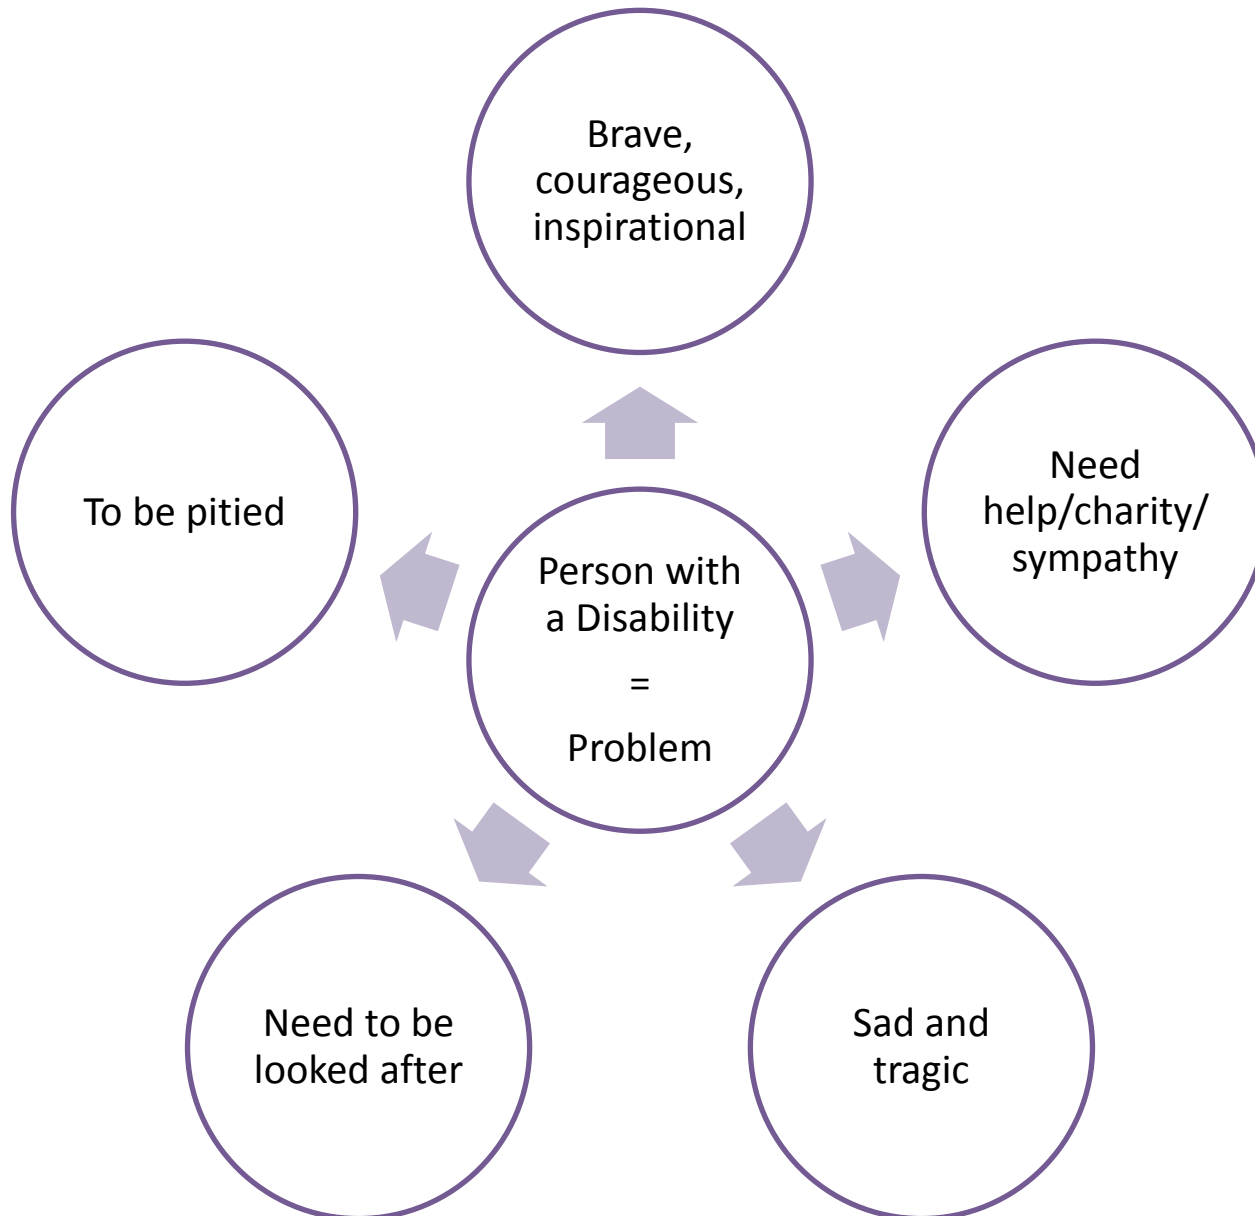 Brave,
courageous,
inspirational
To be pitied
Need
help/charity/
sympathy
Person with
a Disability
=
Problem
Need to be
looked after
Sad and
tragic